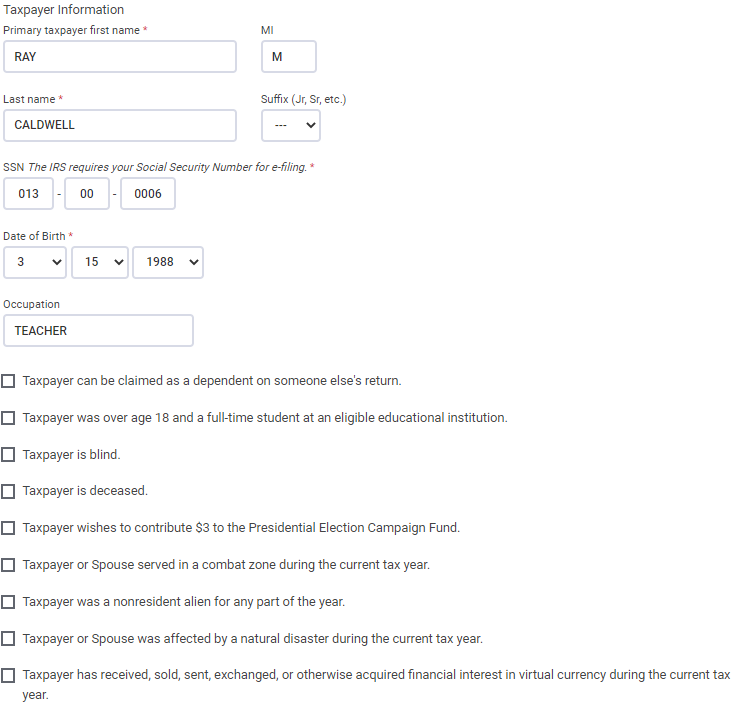 Taxpayer Information
Primary taxpayer first name * MI
RAY M
Last name * Suffix (Jr, Sr, etc.)
CALDWELL ---
SSN The IRS requires your Social Security Number for e-filing. *
013 - 00 - 0006
Date of Birth *
3 15 1988
Occupation
TEACHER
Taxpayer can be claimed as a dependent on someone else's return.
Taxpayer was over age 18 and a full-time student at an eligible educational institution.
Taxpayer is blind.
Taxpayer is deceased.
Taxpayer wishes to contribute $3 to the Presidential Election Campaign Fund.
Taxpayer or Spouse served in a combat zone during the current tax year.
Taxpayer was a nonresident alien for any part of the year.
Taxpayer or Spouse was affected by a natural disaster during the current tax year.
Taxpayer has received, sold, sent, exchanged, or otherwise acquired financial interest in virtual currency during the current tax
year.